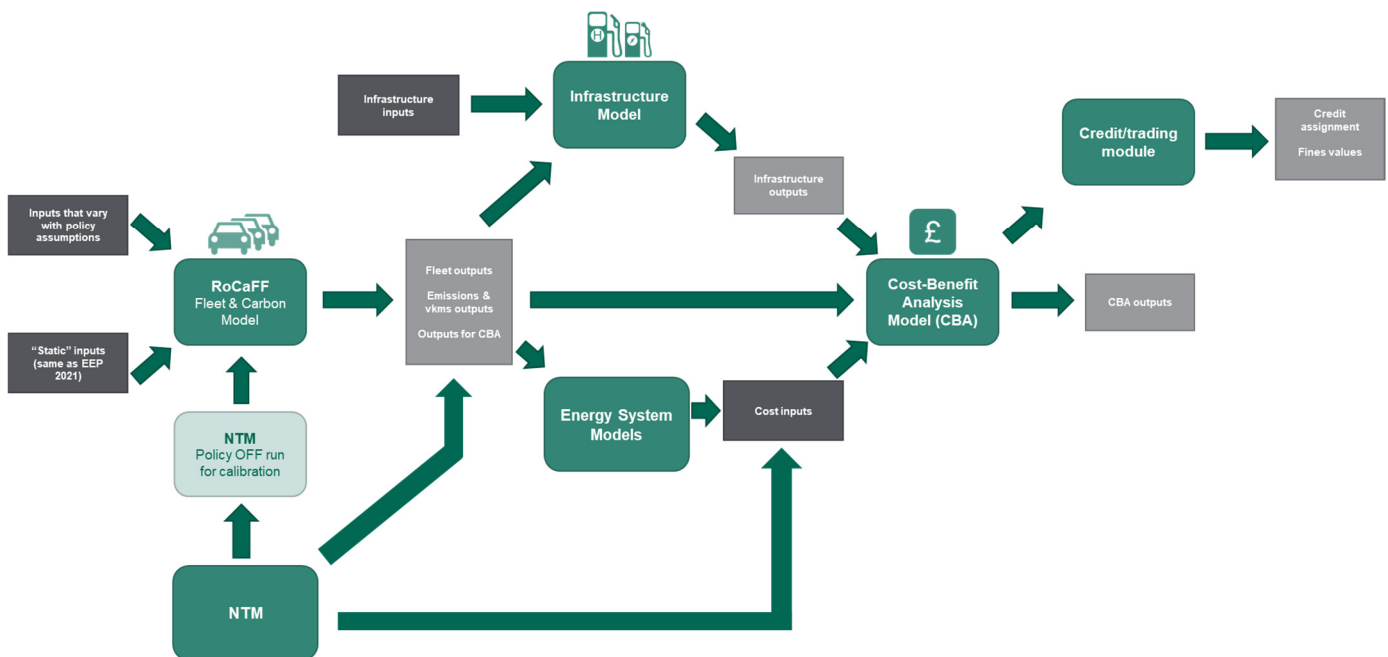 H
Infrastructure
inputs
Infrastructure
Model
Credit/trading
module
Credit
assignment
Fines values
Infrastructure
outputs
Inputs that vary
with policy
assumptions
£
RoCaFF
Fleet & Carbon
Model
Fleet outputs
Emissions &
vkms outputs
Outputs for CBA
Cost-Benefit
Analysis
Model (CBA)
CBA outputs
“Static” inputs
(same as EEP
2021)
Energy System
Models
Cost inputs
NTM
Policy OFF run
for calibration
NTM